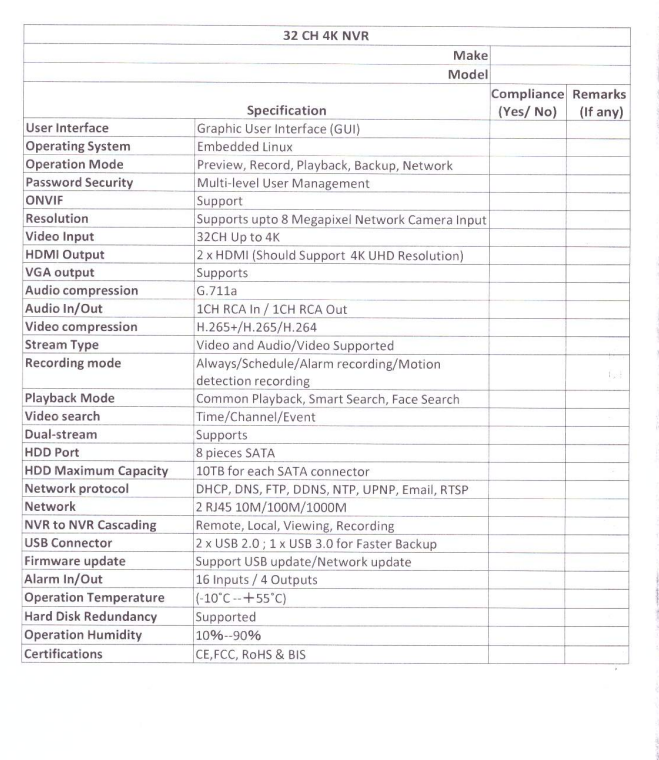 32 CH 4K NVR
Make
Model
Specification Compliance (Yes/ No) Remarks (If any)
User Interface Graphic User Interface (GUI)
Operating System Embedded Linux
Operation Mode Preview, Record, Playback, Backup, Network
Password Security Multi-level User Management
ONVIF Support
Resolution Supports upto 8 Megapixel Network Camera Input
Video Input 32CH Up to 4K
HDMI Output 2 x HDMI (Should Support 4K UHD Resolution)
VGA output Supports
Audio compression G.711a
Audio In/Out 1CH RCA In / 1CH RCA Out
Video compression H.265+/H.265/H.264
Stream Type Video and Audio/Video Supported
Recording mode Always/Schedule/Alarm recording/Motion
detection recording
Playback Mode Common Playback, Smart Search, Face Search
Video search Time/Channel/Event
Dual-stream Supports
HDD Port 8 pieces SATA
HDD Maximum Capacity 10TB for each SATA connector
Network protocol DHCP, DNS, FTP, DDNS, NTP, UPNP, Email, RTSP
Network 2 RJ45 10M/100M/1000M
NVR to NVR Cascading Remote, Local, Viewing, Recording
USB Connector 2 x USB 2.0 ; 1 x USB 3.0 for Faster Backup
Firmware update Support USB update/Network update
Alarm In/Out 16 Inputs / 4 Outputs
Operation Temperature (-10°C --+55°C)
Hard Disk Redundancy Supported
Operation Humidity 10%--90%
Certifications CE,FCC, RoHS & BIS